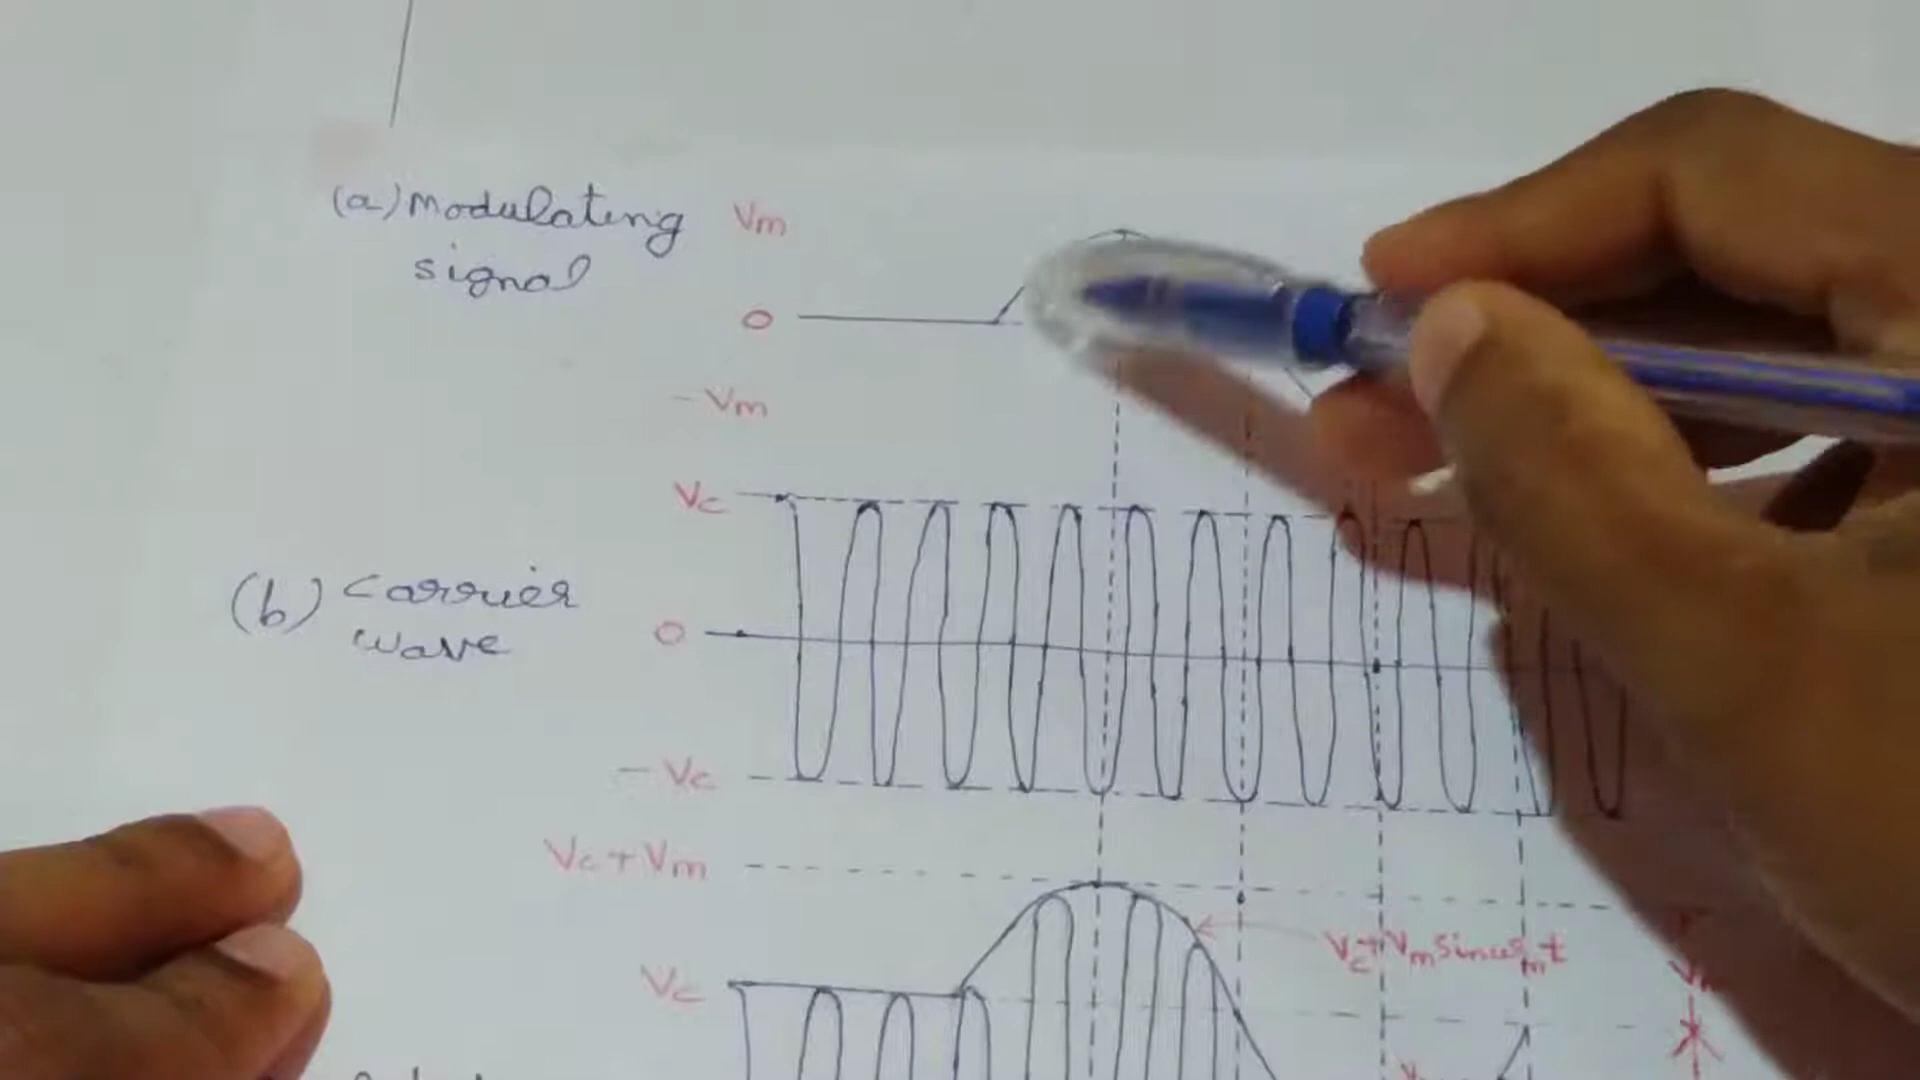 (a) Modulating
signal
Vm
0
-Vm
Vc
(b) Carrier
wave
0
-Vc
Vc+Vm
Vc+Vm sinωmt
Vc